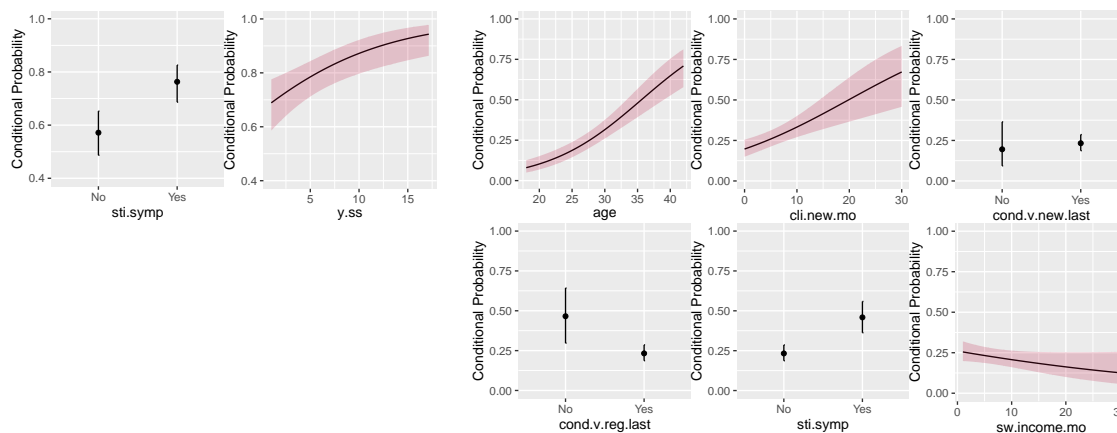 Conditional Probability
1.0
0.8
0.6
0.4
No
Yes
sti.symp
Conditional Probability
1.0
0.8
0.6
0.4
5
10
15
y.ss
Conditional Probability
1.00
0.75
0.50
0.25
0.00
20
25
30
35
40
age
Conditional Probability
1.00
0.75
0.50
0.25
0.00
0
10
20
30
cli.new.mo
Conditional Probability
1.00
0.75
0.50
0.25
0.00
No
Yes
cond.v.new.last
Conditional Probability
1.00
0.75
0.50
0.25
0.00
No
Yes
cond.v.reg.last
Conditional Probability
1.00
0.75
0.50
0.25
0.00
No
Yes
sti.symp
Conditional Probability
1.00
0.75
0.50
0.25
0.00
0
10
20
sw.income.mo